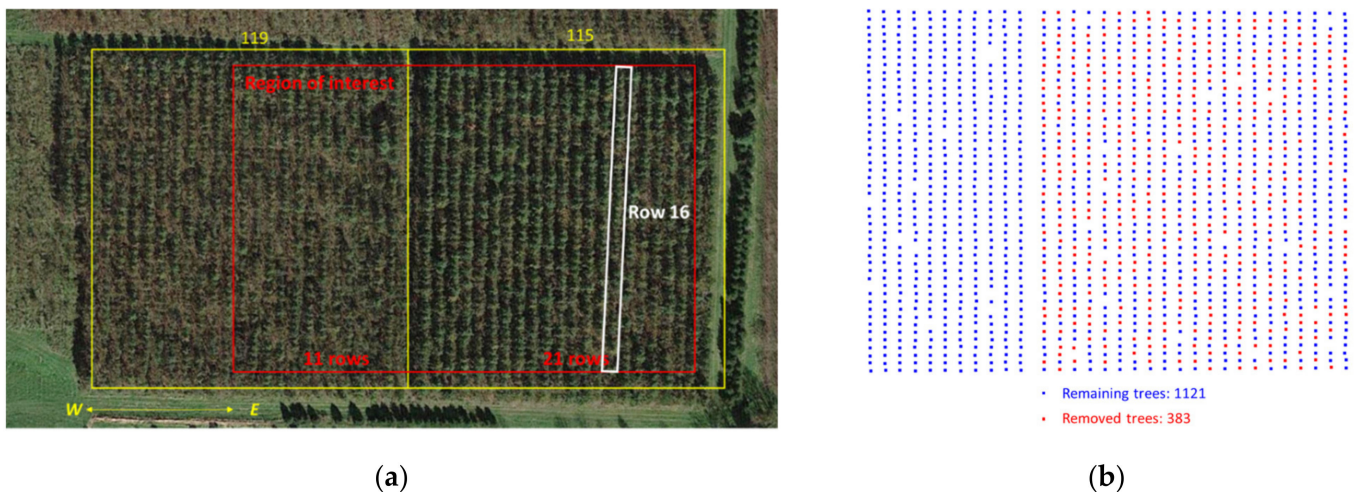 119
115
Region of interest
Row 16
11 rows
21 rows
W
E
(a)
Remaining trees: 1121
Removed trees: 383
(b)